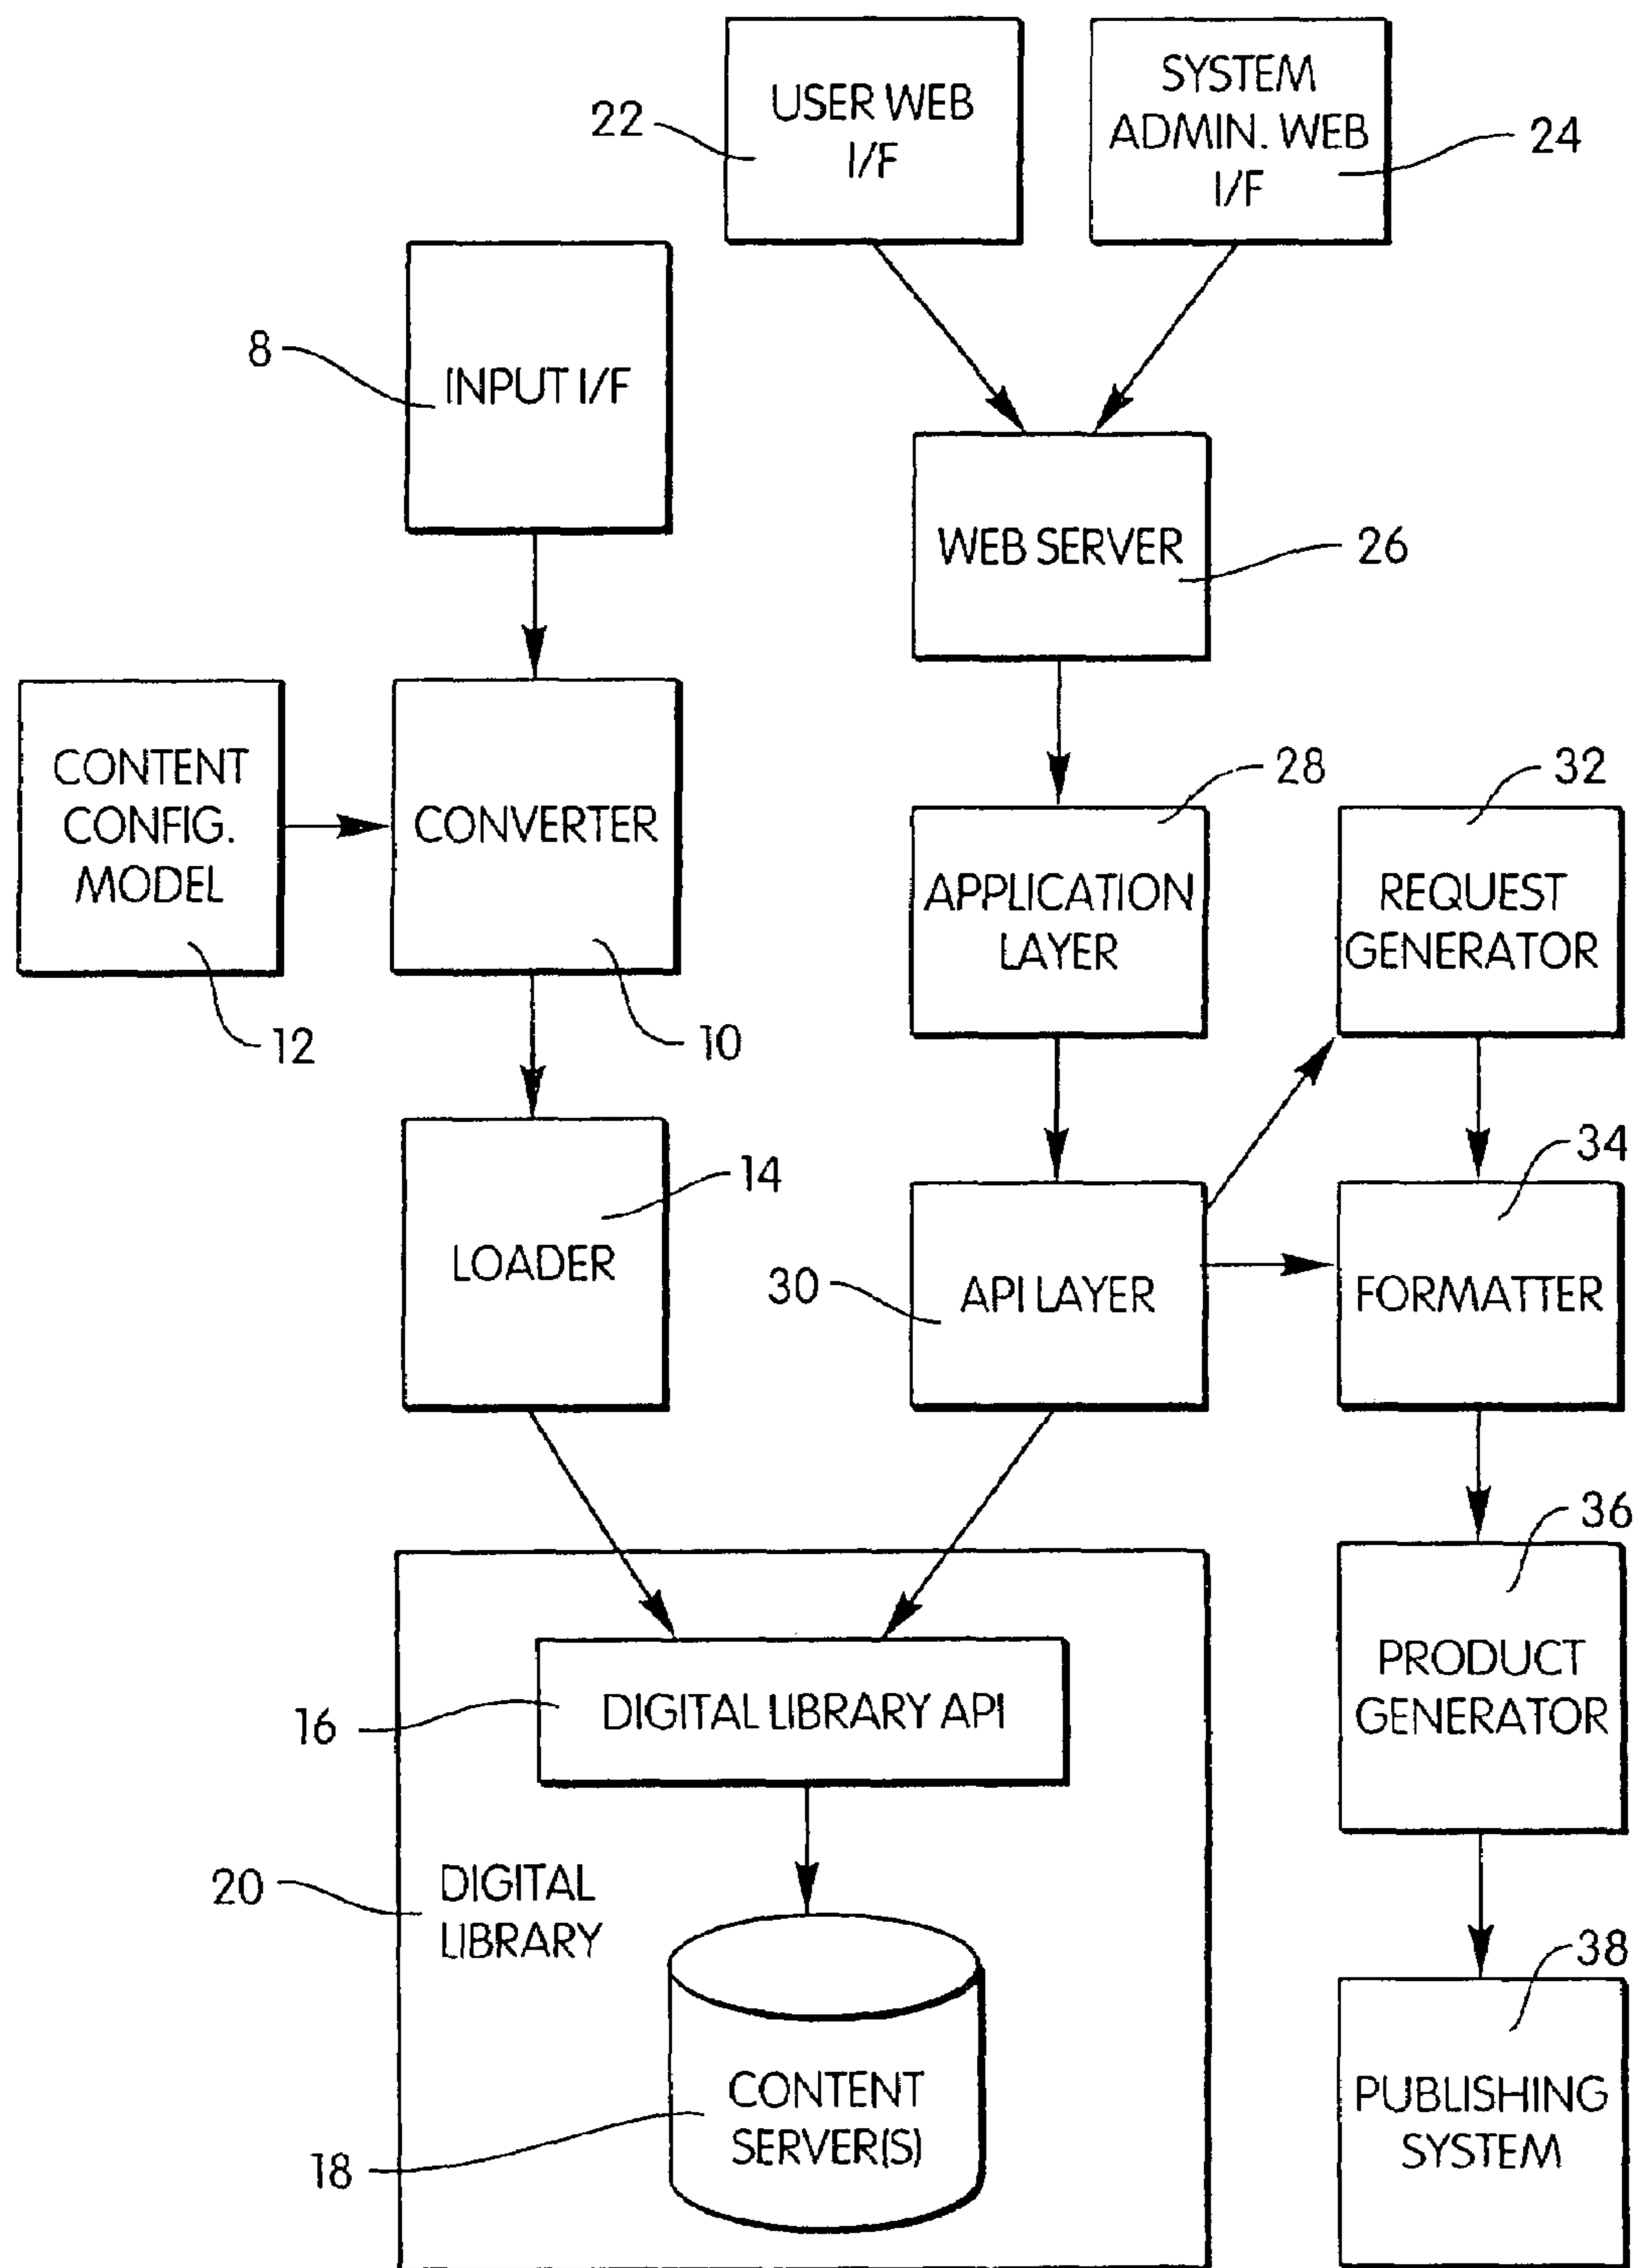 22
USER WEB
I/F
SYSTEM
ADMIN. WEB
I/F
24
8
INPUT I/F
WEB SERVER
26
CONTENT
CONFIG.
MODEL
12
CONVERTER
10
28
APPLICATION
LAYER
32
REQUEST
GENERATOR
14
LOADER
30
API LAYER
34
FORMATTER
36
PRODUCT
GENERATOR
16
DIGITAL LIBRARY API
20
DIGITAL
LIBRARY
18
CONTENT
SERVER(S)
38
PUBLISHING
SYSTEM